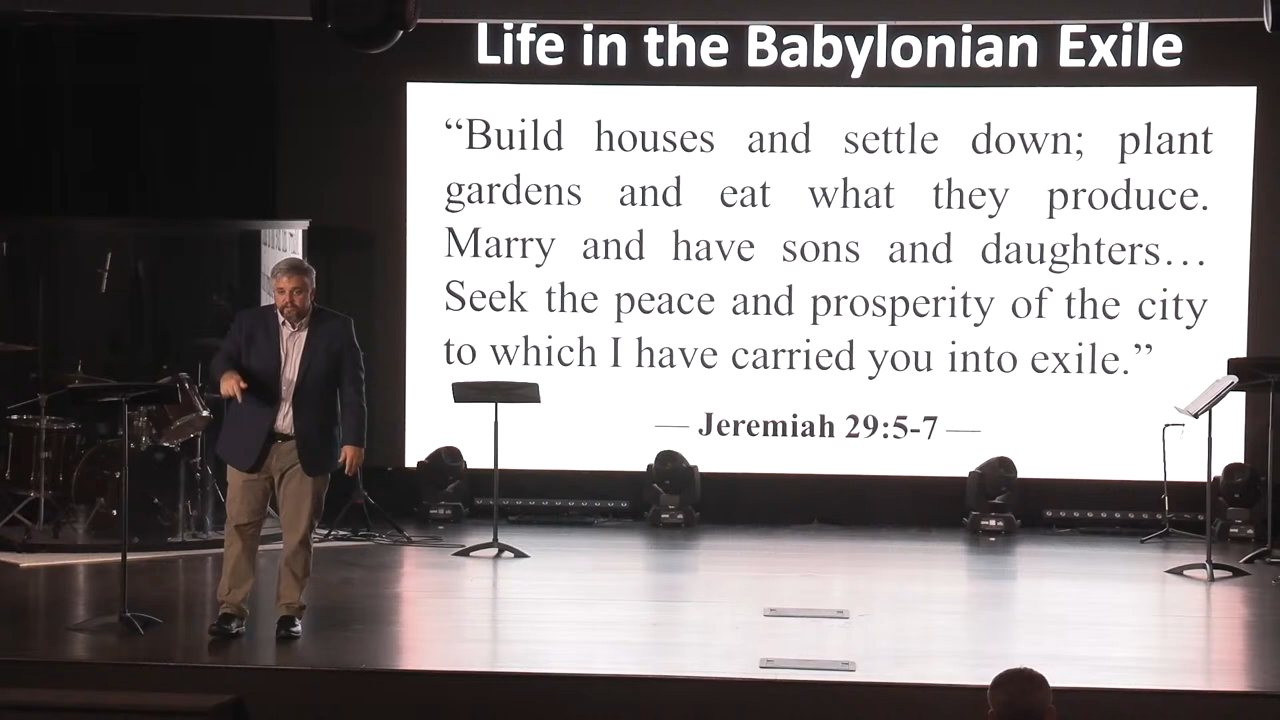 Life in the Babylonian Exile
“Build houses and settle down; plant
gardens and eat what they produce.
Marry and have sons and daughters…
Seek the peace and prosperity of the city
to which I have carried you into exile.”
— Jeremiah 29:5-7 —